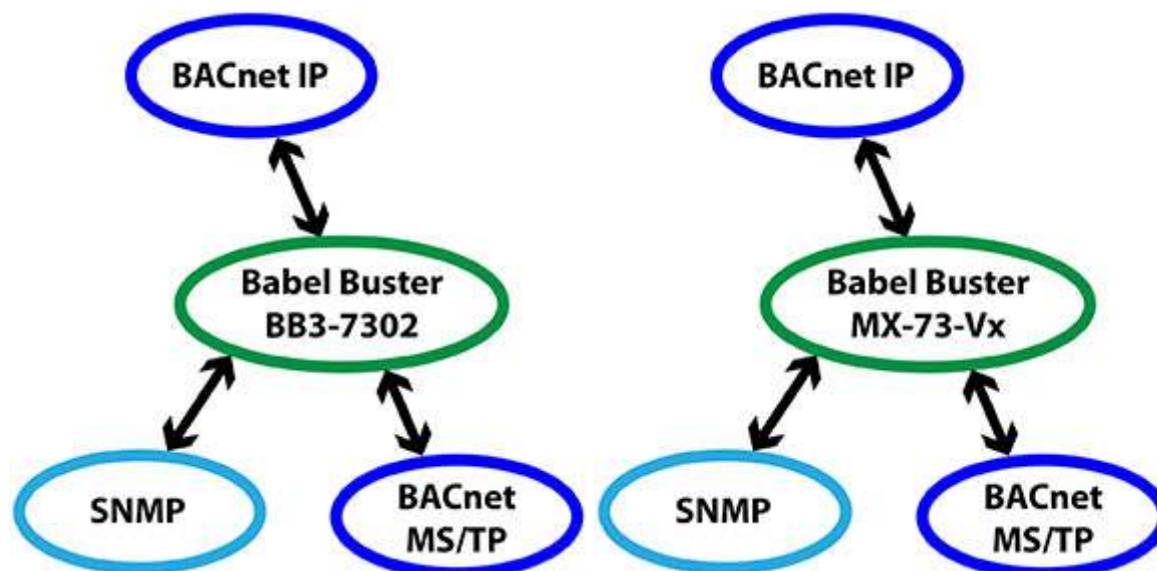 BACnet IP
Babel Buster
BB3-7302
SNMP
BACnet
MS/TP
BACnet IP
Babel Buster
MX-73-Vx
SNMP
BACnet
MS/TP